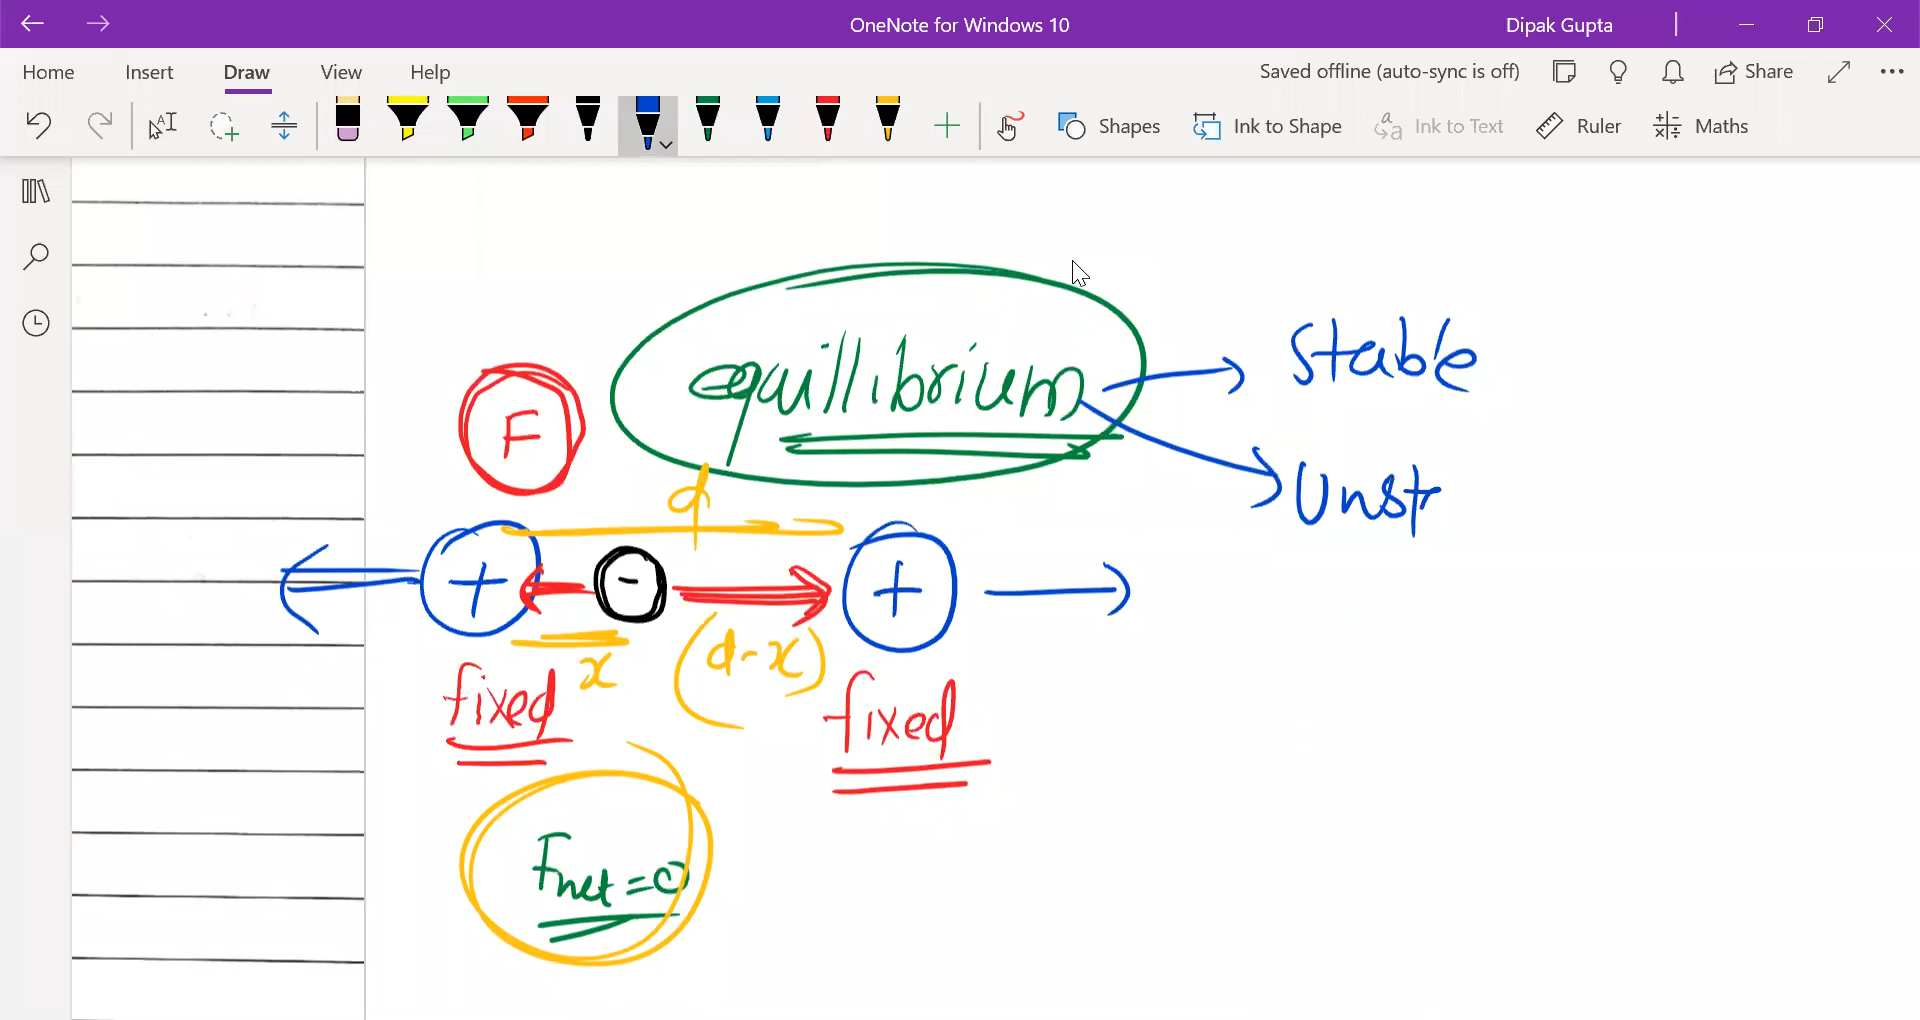 OneNote for Windows 10
Dipak Gupta
Home Insert Draw View Help
Saved offline (auto-sync is off)
Share
Shapes
Ink to Shape
Ink to Text
Ruler
Maths
equillibrium
Stable
Unst
F
d
+ - +
x
(d-x)
fixed
fixed
Fnet=0